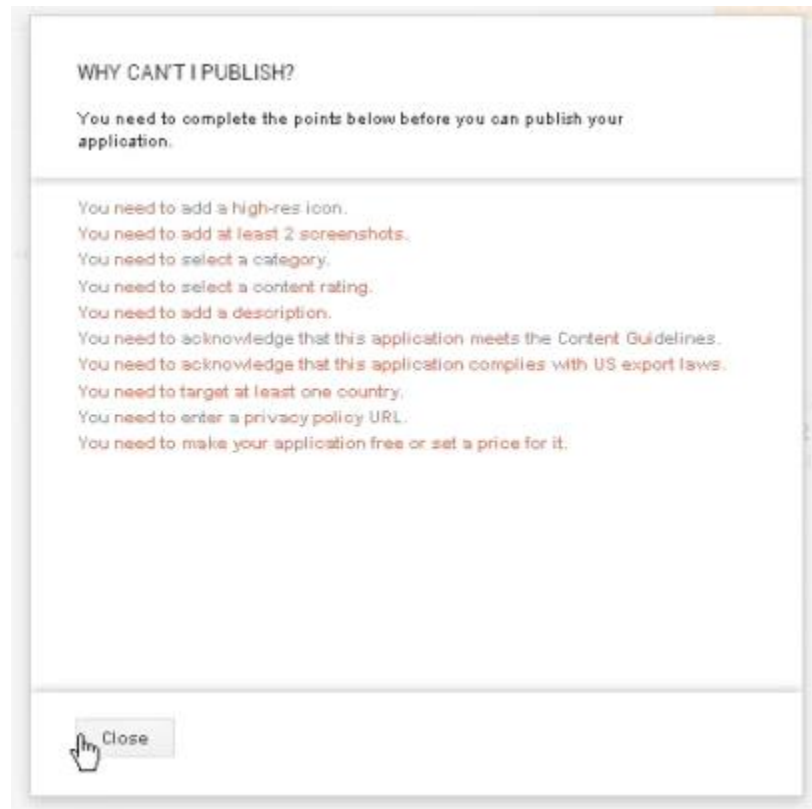 WHY CAN'T I PUBLISH?
You need to complete the points below before you can publish your
application.
You need to add a high-res icon.
You need to add at least 2 screenshots.
You need to select a category.
You need to select a content rating.
You need to add a description.
You need to acknowledge that this application meets the Content Guidelines.
You need to acknowledge that this application complies with US export laws.
You need to target at least one country.
You need to enter a privacy policy URL.
You need to make your application free or set a price for it.
Close